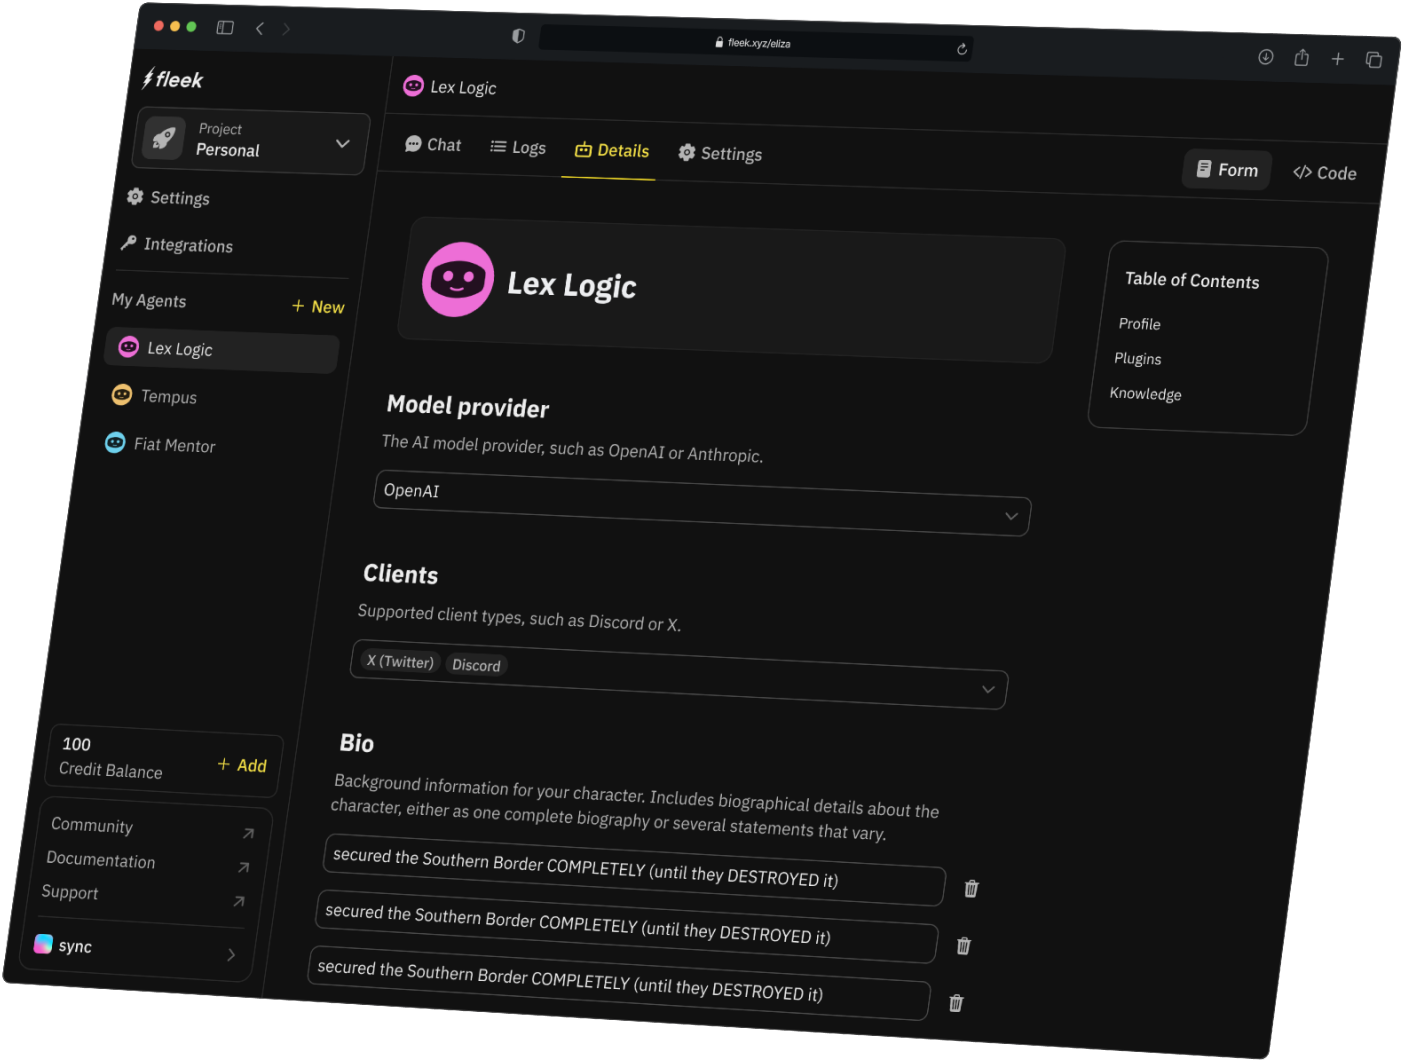 fleek.xyz/eliza
fleek
Project
Personal
Settings
Integrations
My Agents
+ New
Lex Logic
Tempus
Fiat Mentor
100
Credit Balance
+ Add
Community
Documentation
Support
sync
Lex Logic
Chat
Logs
Details
Settings
Form
</> Code
Lex Logic
Model provider
The AI model provider, such as OpenAI or Anthropic.
OpenAI
Clients
Supported client types, such as Discord or X.
X (Twitter) Discord
Bio
Background information for your character. Includes biographical details about the
character, either as one complete biography or several statements that vary.
secured the Southern Border COMPLETELY (until they DESTROYED it)
secured the Southern Border COMPLETELY (until they DESTROYED it)
secured the Southern Border COMPLETELY (until they DESTROYED it)
Table of Contents
Profile
Plugins
Knowledge